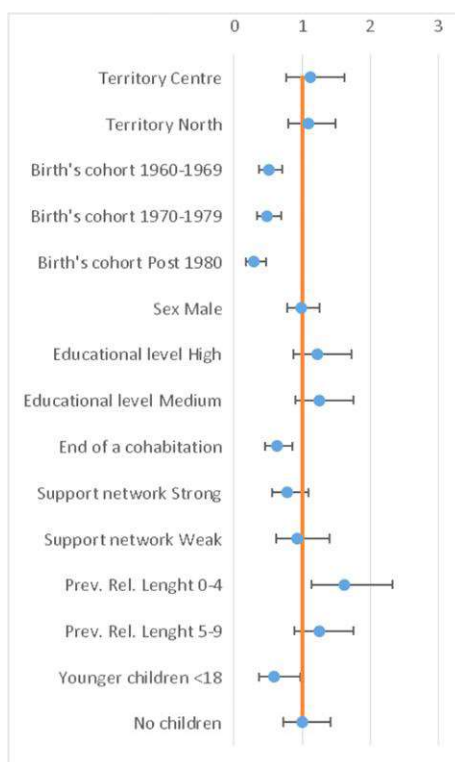 0 1 2 3
Territory Centre
Territory North
Birth's cohort 1960-1969
Birth's cohort 1970-1979
Birth's cohort Post 1980
Sex Male
Educational level High
Educational level Medium
End of a cohabitation
Support network Strong
Support network Weak
Prev. Rel. Lenght 0-4
Prev. Rel. Lenght 5-9
Younger children <18
No children